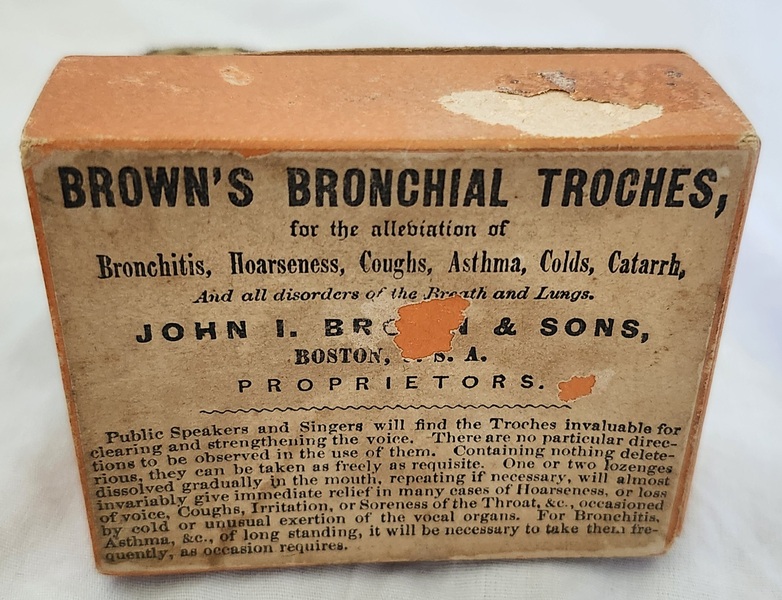 BROWN'S BRONCHIAL TROCHES,
for the alleviation of
Bronchitis, Hoarseness, Coughs, Asthma, Colds, Catarrh,
And all disorders of the Breath and Lungs.
JOHN I. & SONS,
BOSTON, S. A.
PROPRIETORS.
Public Speakers and Singers will find the Troches invaluable for
clearing and strengthening the voice. There are no particular direc-
tions to be observed in the use of them. Containing nothing delete-
rious, they can be taken as freely as requisite. One or two lozenges
dissolved gradually in the mouth, repeating if necessary, will almost
invariably give immediate relief in many cases of Hoarseness, or loss
of voice, Coughs, Irritation, or Soreness of the Throat, &c., occasioned
by cold or unusual exertion of the vocal organs. For Bronchitis,
Asthma, &c., of long standing, it will be necessary to take them fre-
quently, as occasion requires.